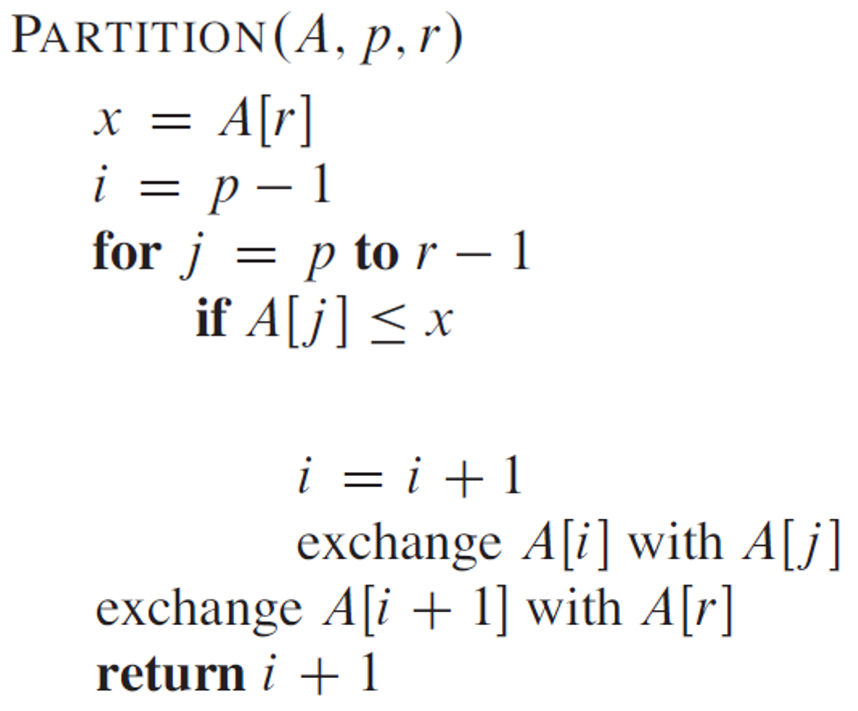 PARTITION(A, p, r)
x = A[r]
i = p − 1
for j = p to r − 1
if A[j] ≤ x
i = i + 1
exchange A[i] with A[j]
exchange A[i + 1] with A[r]
return i + 1